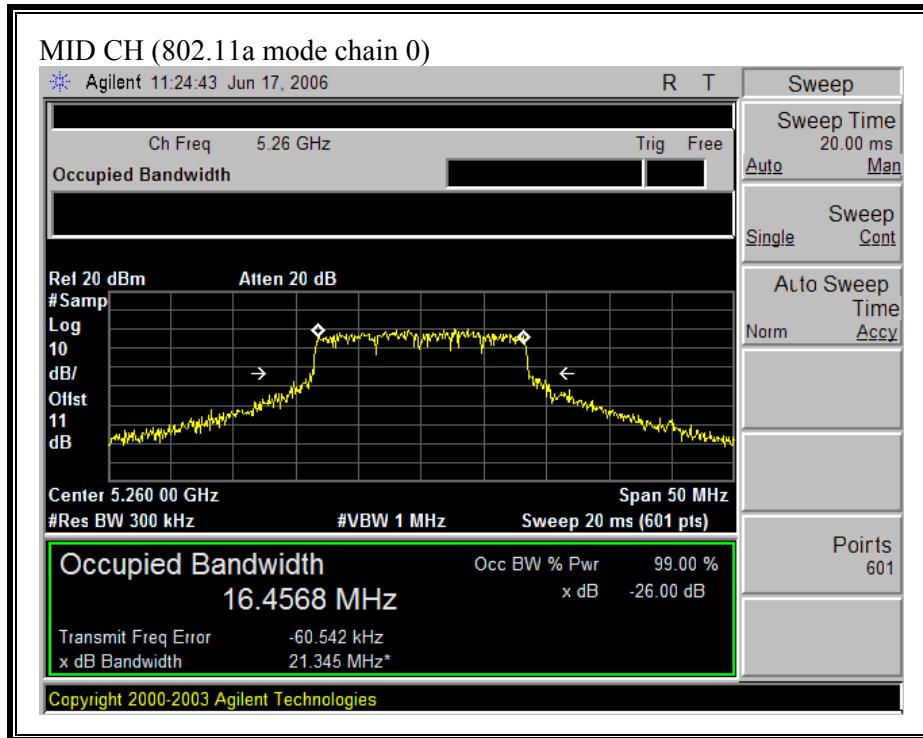 MID CH (802.11a mode chain 0)
Agilent 11:24:43 Jun 17, 2006 R T
Ch Freq 5.26 GHz Trig Free
Occupied Bandwidth
Ref 20 dBm Atten 20 dB
#Samp
Log
10
dB/
Offst
11
dB
Center 5.260 00 GHz Span 50 MHz
#Res BW 300 kHz #VBW 1 MHz Sweep 20 ms (601 pts)
Occupied Bandwidth Occ BW % Pwr 99.00 %
16.4568 MHz x dB -26.00 dB
Transmit Freq Error -60.542 kHz
x dB Bandwidth 21.345 MHz*
Copyright 2000-2003 Agilent Technologies
Sweep
Sweep Time
20.00 ms
Auto Man
Sweep
Single Cont
Auto Sweep
Time
Norm Accy
Points
601